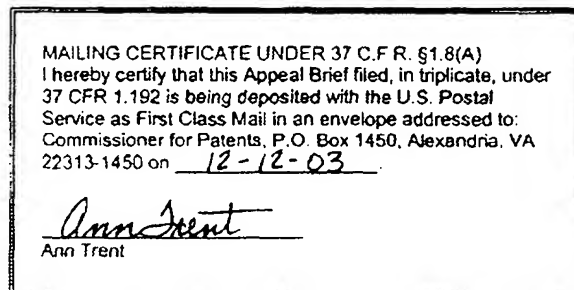 MAILING CERTIFICATE UNDER 37 C.F R. §1.8(A)
I hereby certify that this Appeal Brief filed, in triplicate, under
37 CFR 1.192 is being deposited with the U.S. Postal
Service as First Class Mail in an envelope addressed to:
Commissioner for Patents, P.O. Box 1450, Alexandria, VA
22313-1450 on 12-12-03.
Ann Trent
Ann Trent